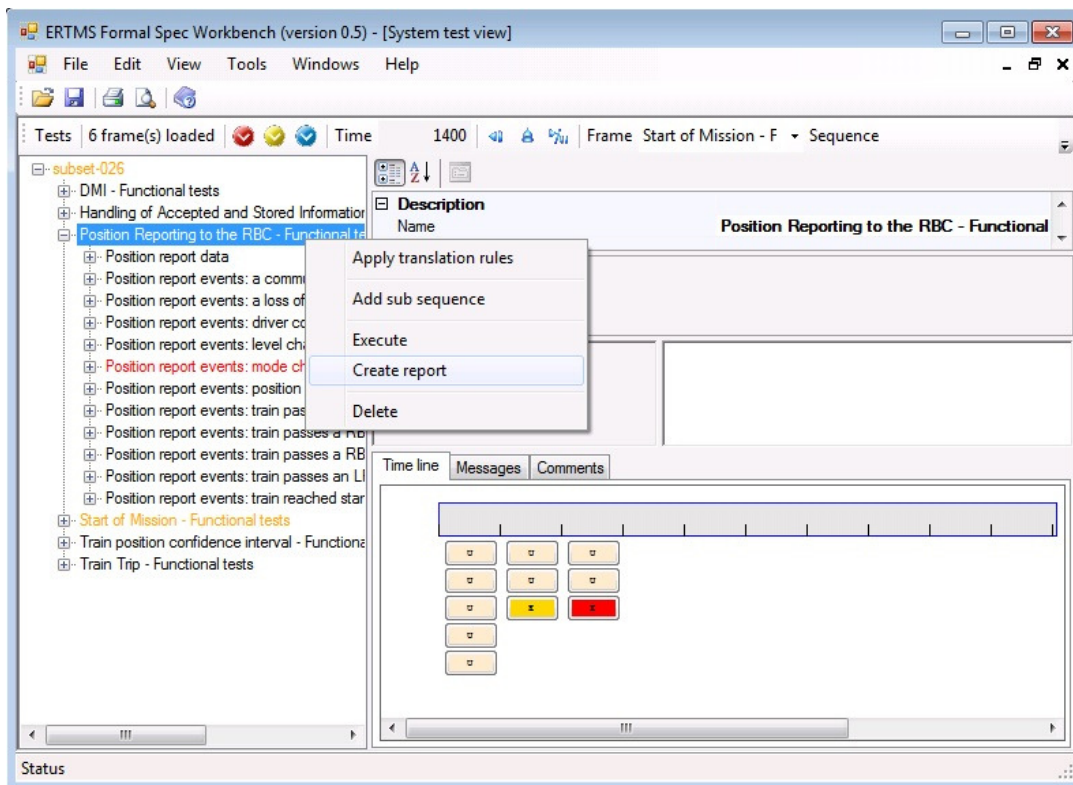 ERTMS Formal Spec Workbench (version 0.5) - [System test view]
File Edit View Tools Windows Help
Tests 6 frame(s) loaded Time 1400 Frame Start of Mission - F Sequence
subset-026
DMI - Functional tests
Handling of Accepted and Stored Information
Position Reporting to the RBC - Functional te
Position report data
Position report events: a commu
Position report events: a loss of
Position report events: driver co
Position report events: level cha
Position report events: mode ch
Position report events: position
Position report events: train pas
Position report events: train passes a RB
Position report events: train passes a RB
Position report events: train passes an LI
Position report events: train reached star
Start of Mission - Functional tests
Train position confidence interval - Functiona
Train Trip - Functional tests
Description
Name Position Reporting to the RBC - Functional
Apply translation rules
Add sub sequence
Execute
Create report
Delete
Time line Messages Comments
Status